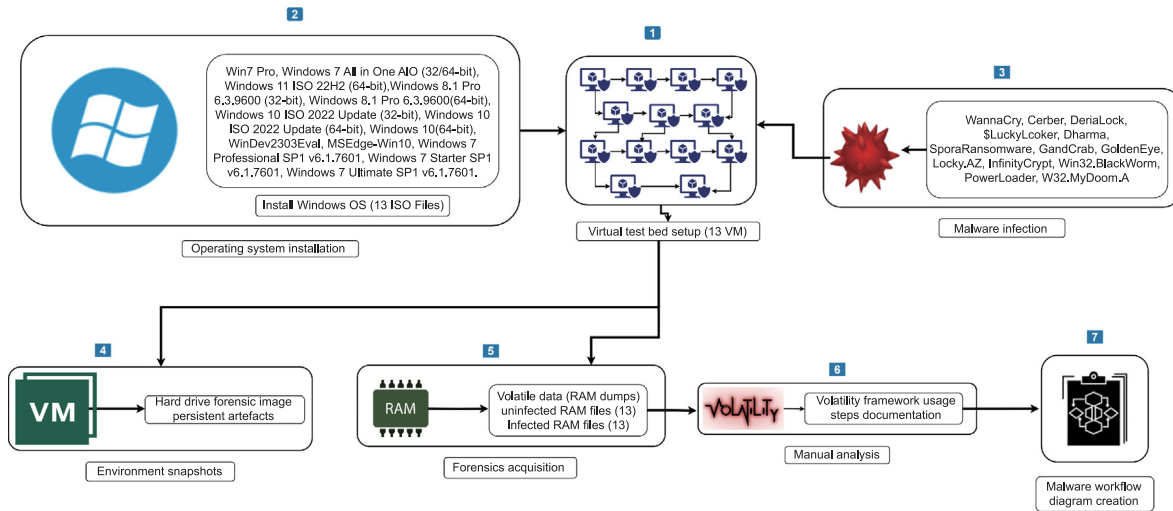 2
Win7 Pro, Windows 7 All in One AIO (32/64-bit),
Windows 11 ISO 22H2 (64-bit),Windows 8.1 Pro
6.3.9600 (32-bit), Windows 8.1 Pro 6.3.9600(64-bit),
Windows 10 ISO 2022 Update (32-bit), Windows 10
ISO 2022 Update (64-bit), Windows 10(64-bit),
WinDev2303Eval, MSEdge-Win10, Windows 7
Professional SP1 v6.1.7601, Windows 7 Starter SP1
v6.1.7601, Windows 7 Ultimate SP1 v6.1.7601.
Install Windows OS (13 ISO Files)
Operating system installation
1
Virtual test bed setup (13 VM)
3
WannaCry, Cerber, DeriaLock,
$LuckyLcoker, Dharma,
SporaRansomware, GandCrab, GoldenEye,
Locky.AZ, InfinityCrypt, Win32.BlackWorm,
PowerLoader, W32.MyDoom.A
Malware infection
4
VM
Hard drive forensic image
persistent artefacts
Environment snapshots
5
RAM
Volatile data (RAM dumps)
uninfected RAM files (13)
Infected RAM files (13)
Forensics acquisition
6
VOLATILITY
Volatility framework usage
steps documentation
Manual analysis
7
Malware workflow
diagram creation